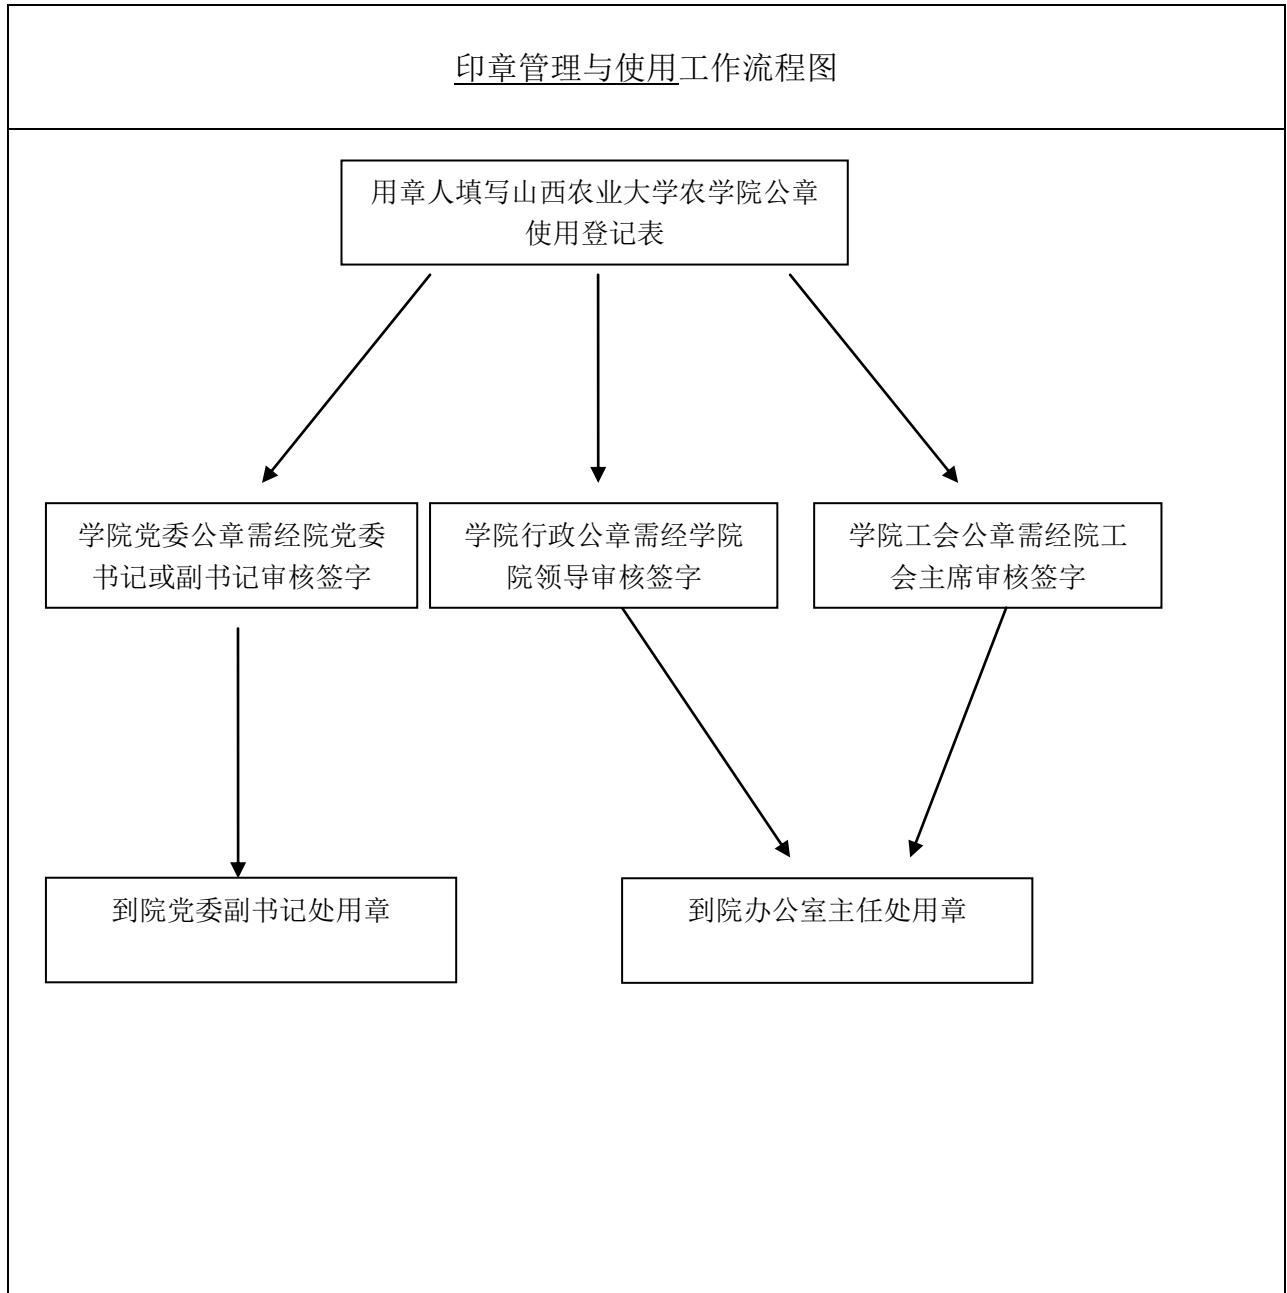 印章管理与使用工作流程图
用章人填写山西农业大学农学院公章
使用登记表
学院党委公章需经院党委
书记或副书记审核签字
学院行政公章需经学院
院领导审核签字
学院工会公章需经院工
会主席审核签字
到院党委副书记处用章
到院办公室主任处用章